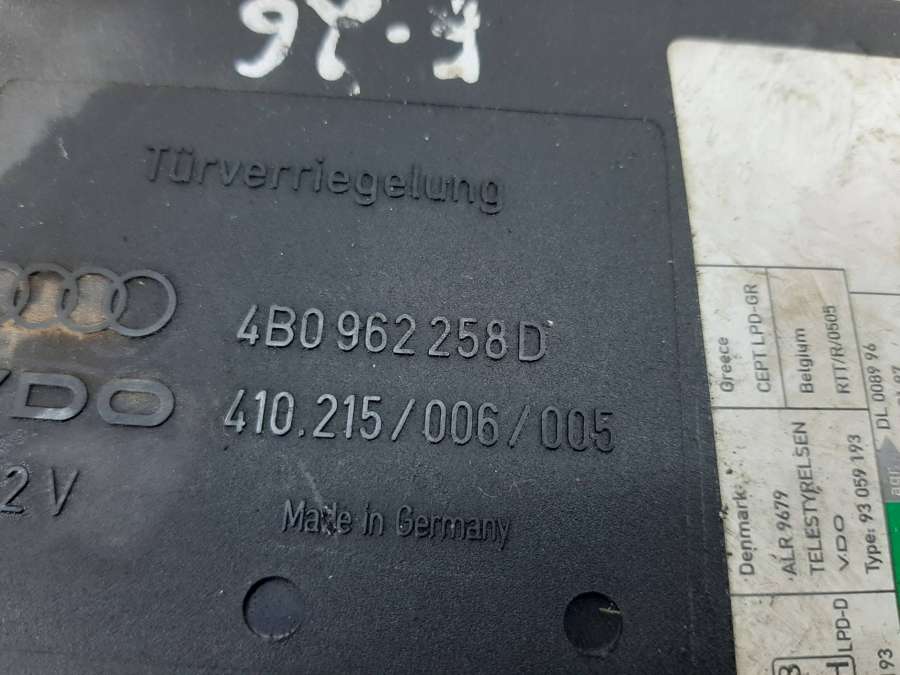 Türverriegelung
4B0 962 258 D
VDO
410.215/006/005
2 V
Made in Germany
Greece
CEPT LPD-GR
Belgium
RTT/R/0505
Denmark
ALR 9679
TELESTYRELSEN
VDO
Type: 93 059 193
DL 0089 96
LPD-D
193